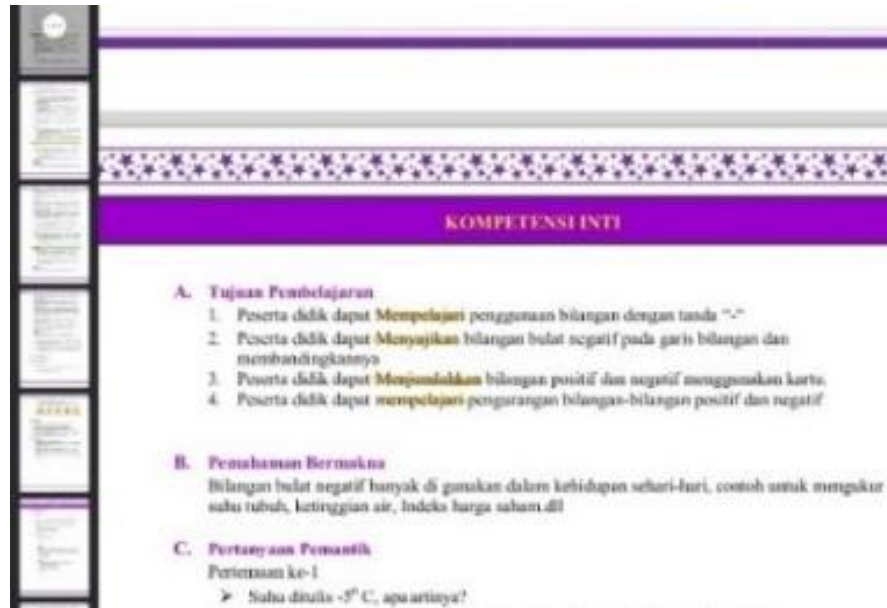 KOMPETENSI INTI
A. Tujuan Pembelajaran
1. Peserta didik dapat Mempelajari penggunaan bilangan dengan tanda "-"
2. Peserta didik dapat Menyajikan bilangan bulat negatif pada garis bilangan dan
membandingkannya
3. Peserta didik dapat Menjumlahkan bilangan positif dan negatif menggunakan kartu.
4. Peserta didik dapat mempelajari pengurangan bilangan-bilangan positif dan negatif
B. Pemahaman Bermakna
Bilangan bulat negatif banyak di gunakan dalam kehidupan sehari-hari, contoh untuk mengukur
suhu tubuh, ketinggian air, Indeks harga saham,dll
C. Pertanyaan Pemantik
Pertemuan ke-1
➢ Suhu ditulis -5⁰ C, apa artinya?